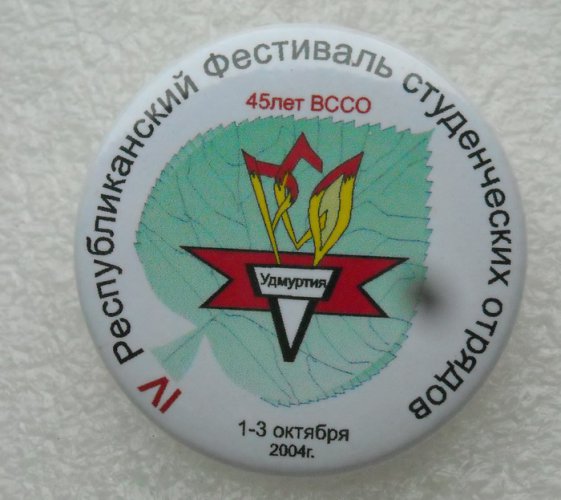 IV Республиканский Фестиваль студенческих отрядов
45лет ВССО
Удмуртия
1-3 октября
2004г.